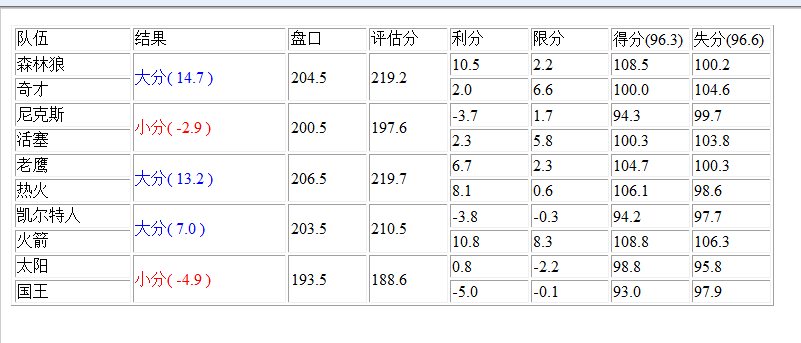 队伍 结果 盘口 评估分 利分 限分 得分(96.3) 失分(96.6)
森林狼 大分( 14.7 ) 204.5 219.2 10.5 2.2 108.5 100.2
奇才 2.0 6.6 100.0 104.6
尼克斯 小分( -2.9 ) 200.5 197.6 -3.7 1.7 94.3 99.7
活塞 2.3 5.8 100.3 103.8
老鹰 大分( 13.2 ) 206.5 219.7 6.7 2.3 104.7 100.3
热火 8.1 0.6 106.1 98.6
凯尔特人 大分( 7.0 ) 203.5 210.5 -3.8 -0.3 94.2 97.7
火箭 10.8 8.3 108.8 106.3
太阳 小分( -4.9 ) 193.5 188.6 0.8 -2.2 98.8 95.8
国王 -5.0 -0.1 93.0 97.9